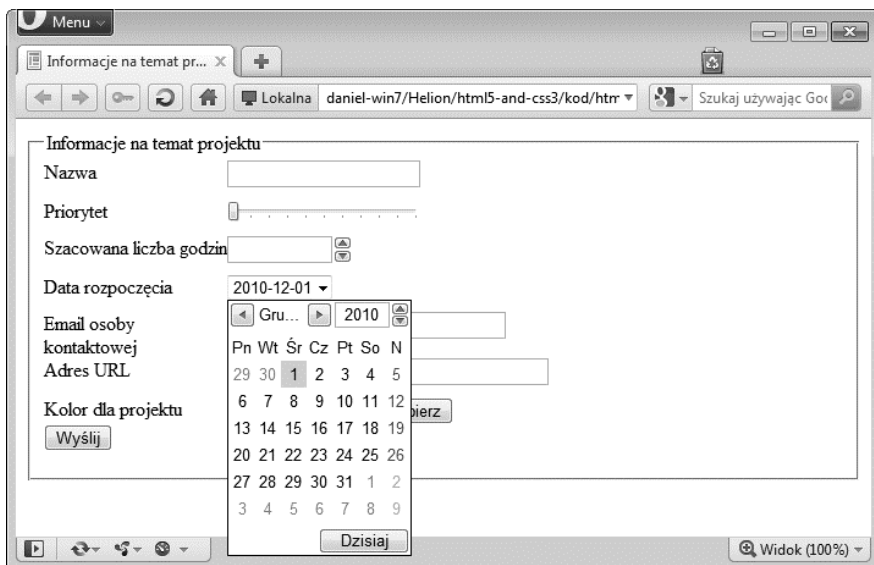 Menu
Informacje na temat pr...
Lokalna daniel-win7/Helion/html5-and-css3/kod/htm Szukaj używając Goo
Informacje na temat projektu
Nazwa
Priorytet
Szacowana liczba godzin
Data rozpoczęcia 2010-12-01
Gru... 2010
Email osoby
kontaktowej
Pn Wt Śr Cz Pt So N
Adres URL
29 30 1 2 3 4 5
6 7 8 9 10 11 12
Kolor dla projektu ierz
13 14 15 16 17 18 19
Wyślij
20 21 22 23 24 25 26
27 28 29 30 31 1 2
3 4 5 6 7 8 9
Dzisiaj
Widok (100%)